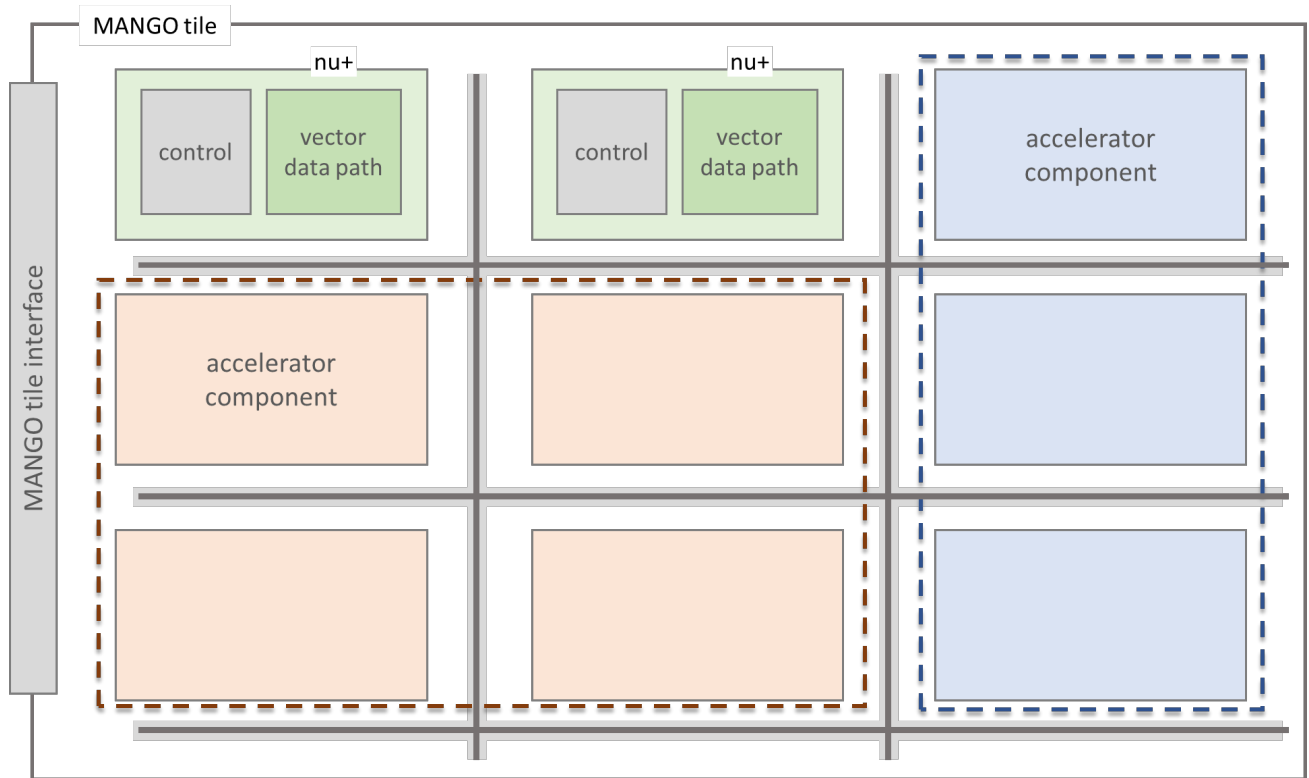 MANGO tile
nu+
nu+
control
vector
data path
control
vector
data path
accelerator
component
MANGO tile interface
accelerator
component